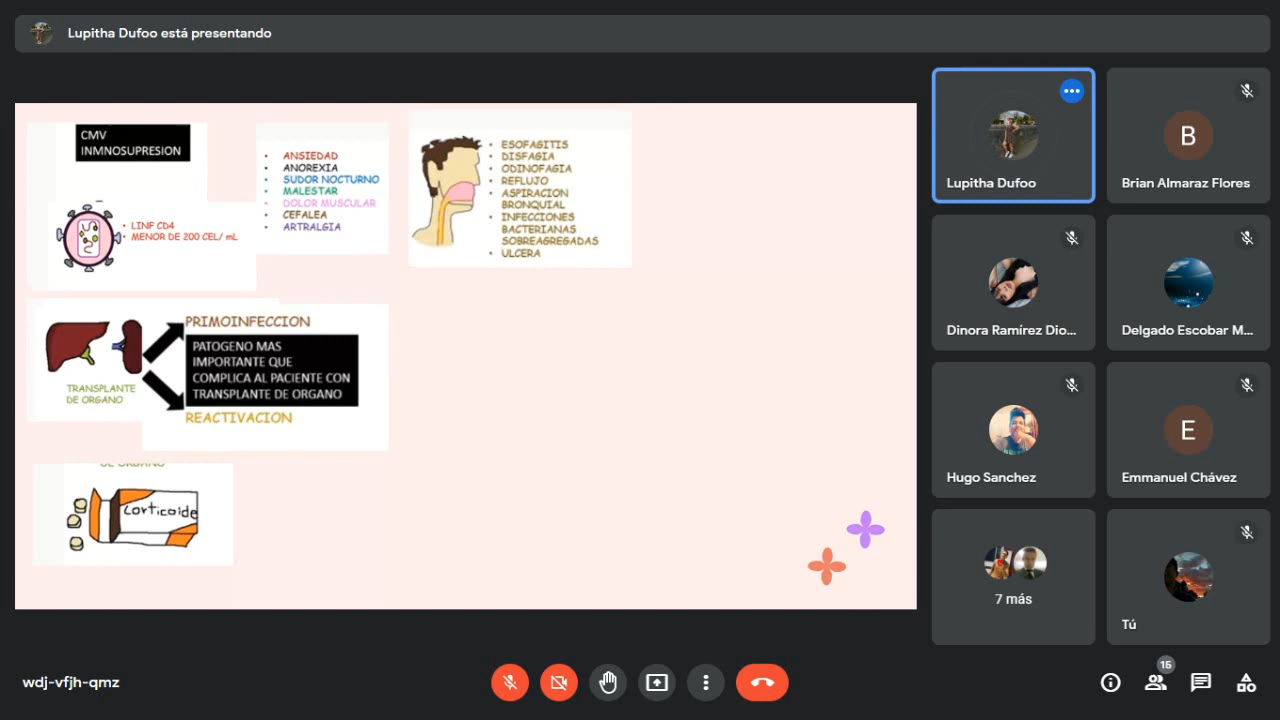 Lupitha Dufoo está presentando
CMV
INMNOSUPRESION
LINF CD4
MENOR DE 200 CEL/ mL
ANSIEDAD
ANOREXIA
SUDOR NOCTURNO
MALESTAR
DOLOR MUSCULAR
CEFALEA
ARTRALGIA
ESOFAGITIS
DISFAGIA
ODINOFAGIA
REFLUJO
ASPIRACION
BRONQUIAL
INFECCIONES
BACTERIANAS
SOBREAGREGADAS
ULCERA
TRANSPLANTE
DE ORGANO
PRIMOINFECCION
PATOGENO MAS
IMPORTANTE QUE
COMPLICA AL PACIENTE CON
TRANSPLANTE DE ORGANO
REACTIVACION
DE ORGANO
Corticoide
Lupitha Dufoo
B
Brian Almaraz Flores
Dinora Ramírez Dio...
Delgado Escobar M...
Hugo Sanchez
E
Emmanuel Chávez
7 más
Tú
wdj-vfjh-qmz
15